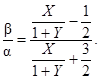 β/α = (X/(1+Y) − 1/2)/(X/(1+Y) + 3/2).